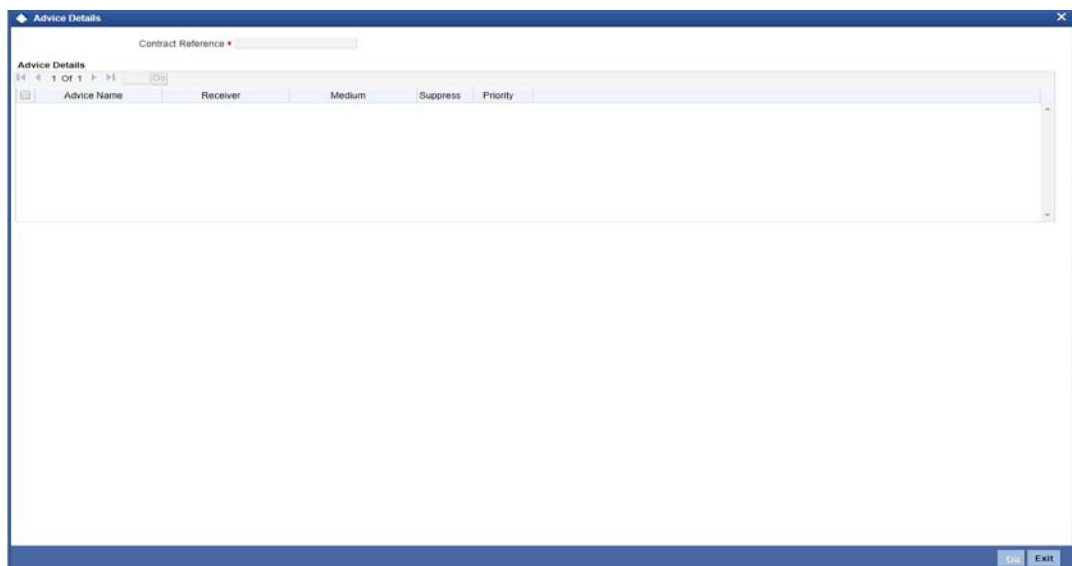 Advice Details
Contract Reference *
Advice Details
1 Of 1 Go
Advice Name Receiver Medium Suppress Priority
Ok Exit